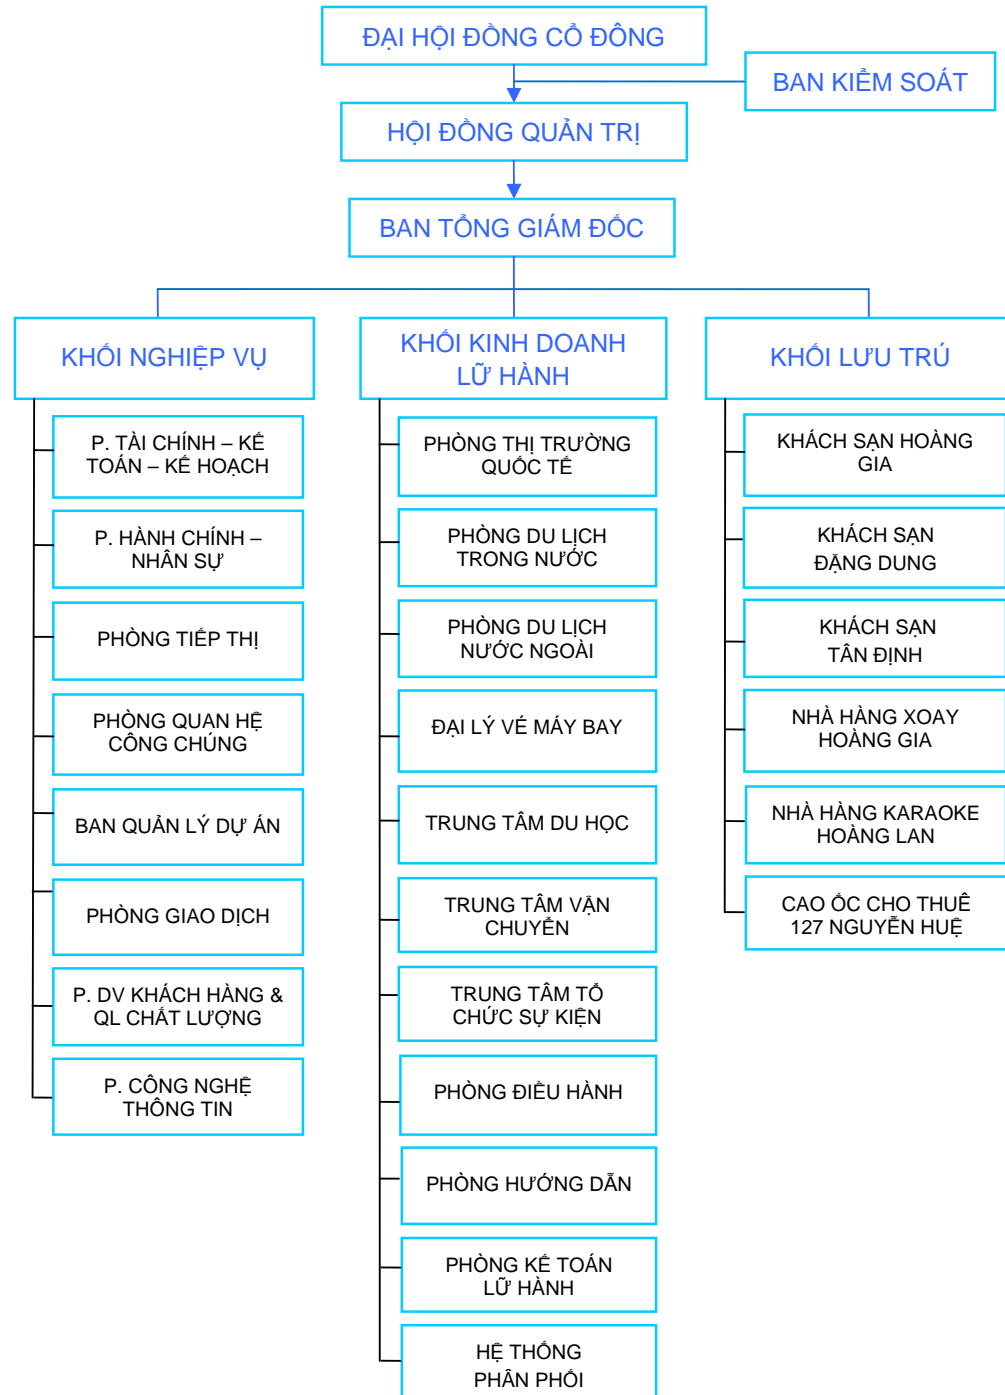 ĐẠI HỘI ĐỒNG CỔ ĐÔNG
BAN KIỂM SOÁT
HỘI ĐỒNG QUẢN TRỊ
BAN TỔNG GIÁM ĐỐC
KHỐI NGHIỆP VỤ
P. TÀI CHÍNH – KẾ
TOÁN – KẾ HOẠCH
P. HÀNH CHÍNH –
NHÂN SỰ
PHÒNG TIẾP THỊ
PHÒNG QUAN HỆ
CÔNG CHÚNG
BAN QUẢN LÝ DỰ ÁN
PHÒNG GIAO DỊCH
P. DV KHÁCH HÀNG &
QL CHẤT LƯỢNG
P. CÔNG NGHỆ
THÔNG TIN
KHỐI KINH DOANH
LỮ HÀNH
PHÒNG THỊ TRƯỜNG
QUỐC TẾ
PHÒNG DU LỊCH
TRONG NƯỚC
PHÒNG DU LỊCH
NƯỚC NGOÀI
ĐẠI LÝ VÉ MÁY BAY
TRUNG TÂM DU HỌC
TRUNG TÂM VẬN
CHUYỂN
TRUNG TÂM TỔ
CHỨC SỰ KIỆN
PHÒNG ĐIỀU HÀNH
PHÒNG HƯỚNG DẪN
PHÒNG KẾ TOÁN
LỮ HÀNH
HỆ THỐNG
PHÂN PHỐI
KHỐI LƯU TRÚ
KHÁCH SẠN HOÀNG
GIA
KHÁCH SẠN
ĐẶNG DUNG
KHÁCH SẠN
TÂN ĐỊNH
NHÀ HÀNG XOAY
HOÀNG GIA
NHÀ HÀNG KARAOKE
HOÀNG LAN
CAO ỐC CHO THUÊ
127 NGUYỄN HUỆ